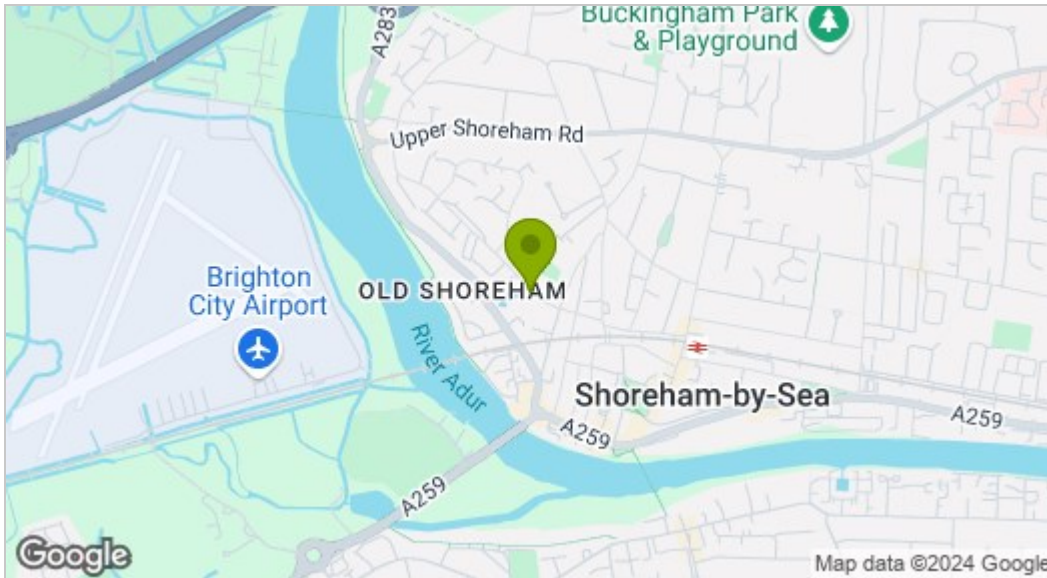 Buckingham Park
& Playground
A283
Upper Shoreham Rd
Brighton
City Airport
OLD SHOREHAM
River Adur
Shoreham-by-Sea
A259
A259
A259
Google
Map data ©2024 Google